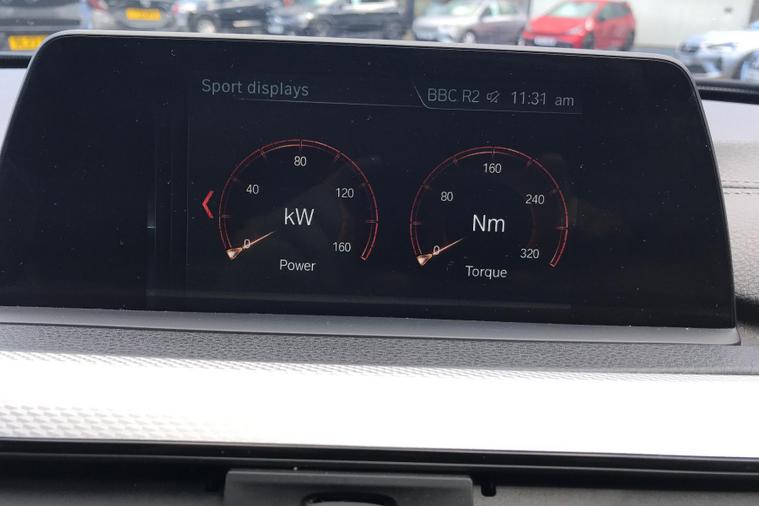 Sport displays
BBC R2 11:31 am
80
40 120
kW
0 160
Power
160
80 240
Nm
0 320
Torque